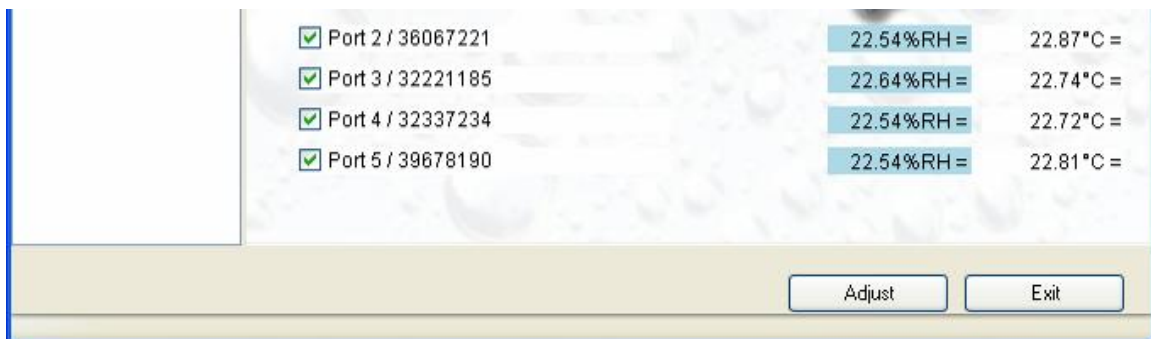 Port 2 / 36067221 22.54%RH = 22.87°C =
Port 3 / 32221185 22.64%RH = 22.74°C =
Port 4 / 32337234 22.54%RH = 22.72°C =
Port 5 / 39678190 22.54%RH = 22.81°C =
Adjust Exit